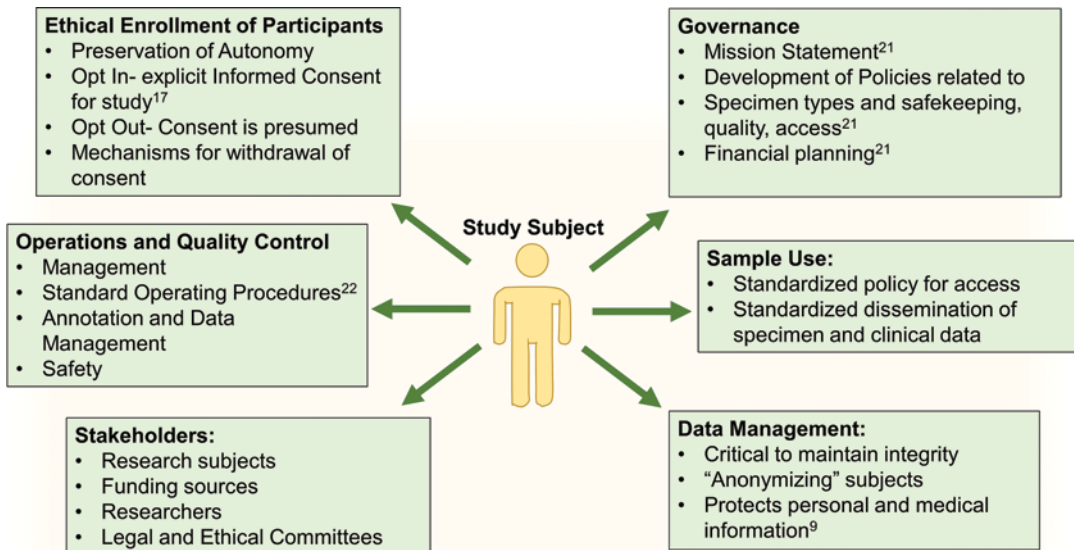 Ethical Enrollment of Participants
• Preservation of Autonomy
• Opt In- explicit Informed Consent
for study17
• Opt Out- Consent is presumed
• Mechanisms for withdrawal of
consent
Governance
• Mission Statement21
• Development of Policies related to
• Specimen types and safekeeping,
quality, access21
• Financial planning21
Study Subject
Operations and Quality Control
• Management
• Standard Operating Procedures22
• Annotation and Data
Management
• Safety
Sample Use:
• Standardized policy for access
• Standardized dissemination of
specimen and clinical data
Stakeholders:
• Research subjects
• Funding sources
• Researchers
• Legal and Ethical Committees
Data Management:
• Critical to maintain integrity
• “Anonymizing” subjects
• Protects personal and medical
information9